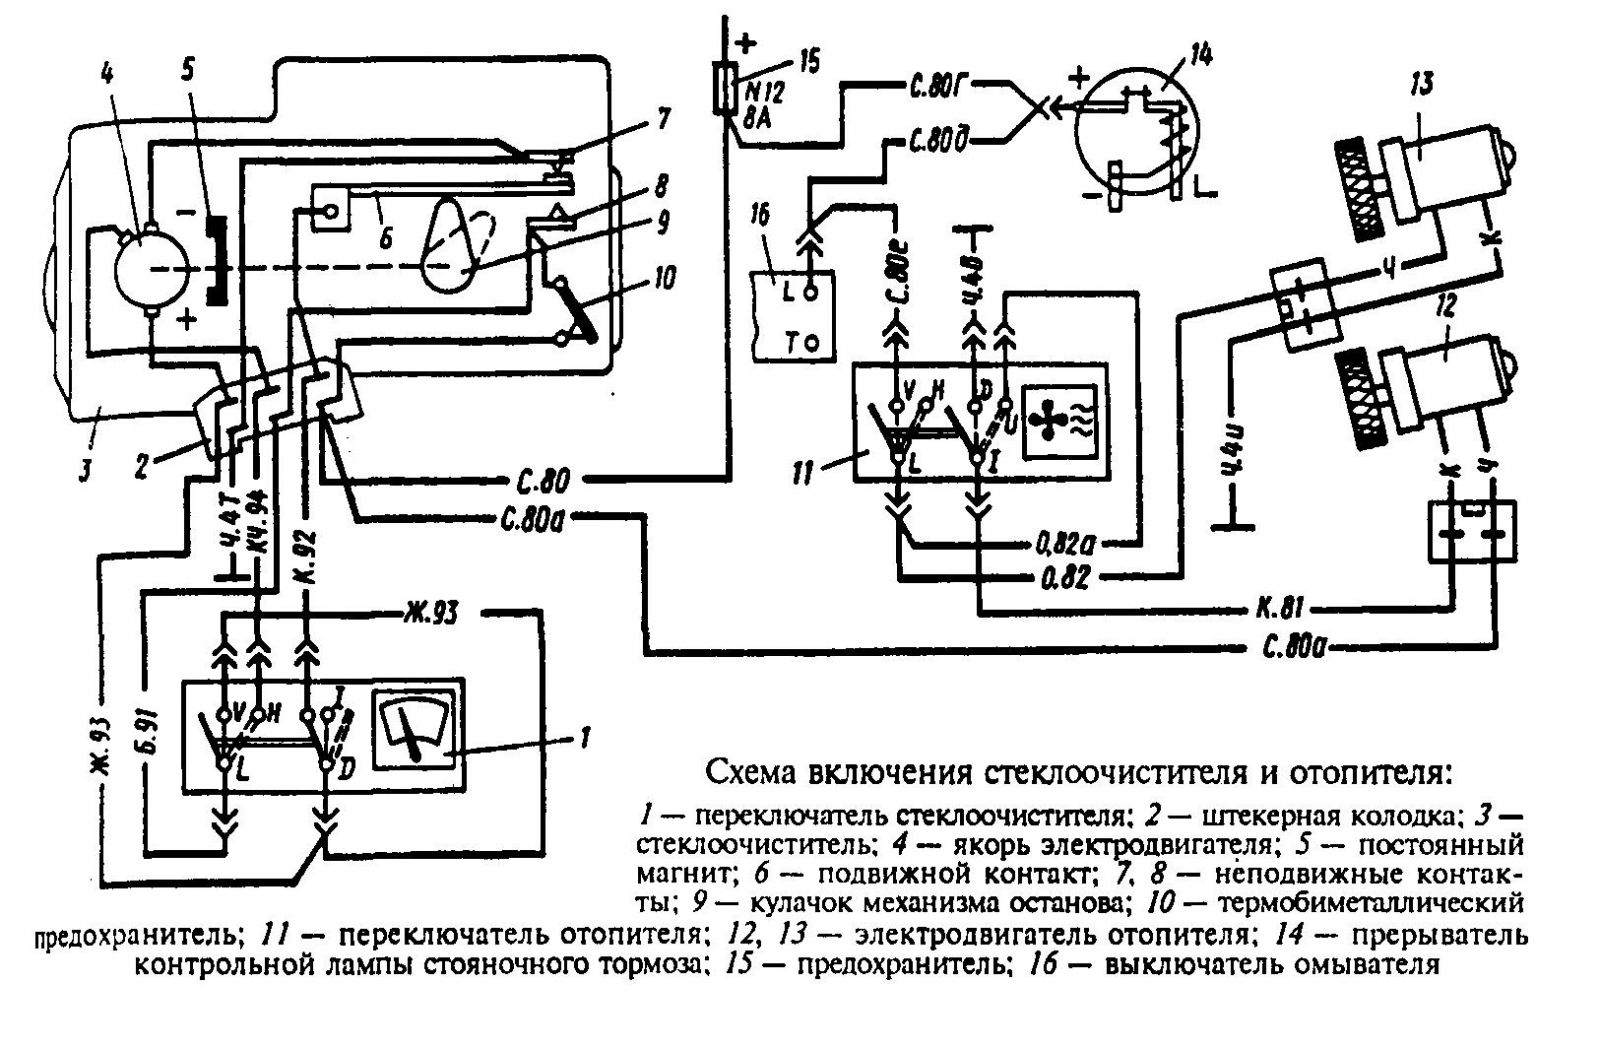 4
5
7
8
9
6
10
3
2
- 
+
+
15
N12
8А
С.80Г
С.80д
+
14
-
L
13
К
Ч
12
К
Ч
16
L
T
С.80е
Ч.4в
V
H
D
U
L
I
11
Ч.4и
С.80
С.80а
0,82а
0.82
К.81
С.80а
Ч.4Т
КЧ.94
К.92
Ж.93
Ж.93
Б.91
V
H
I
H
L
D
1
Схема включения стеклоочистителя и отопителя:
1 — переключатель стеклоочистителя; 2 — штекерная колодка; 3 —
стеклоочиститель; 4 — якорь электродвигателя; 5 — постоянный
магнит; 6 — подвижной контакт; 7, 8 — неподвижные контак-
ты; 9 — кулачок механизма останова; 10 — термобиметаллический
предохранитель; 11 — переключатель отопителя; 12, 13 — электродвигатель отопителя; 14 — прерыватель
контрольной лампы стояночного тормоза; 15 — предохранитель; 16 — выключатель омывателя